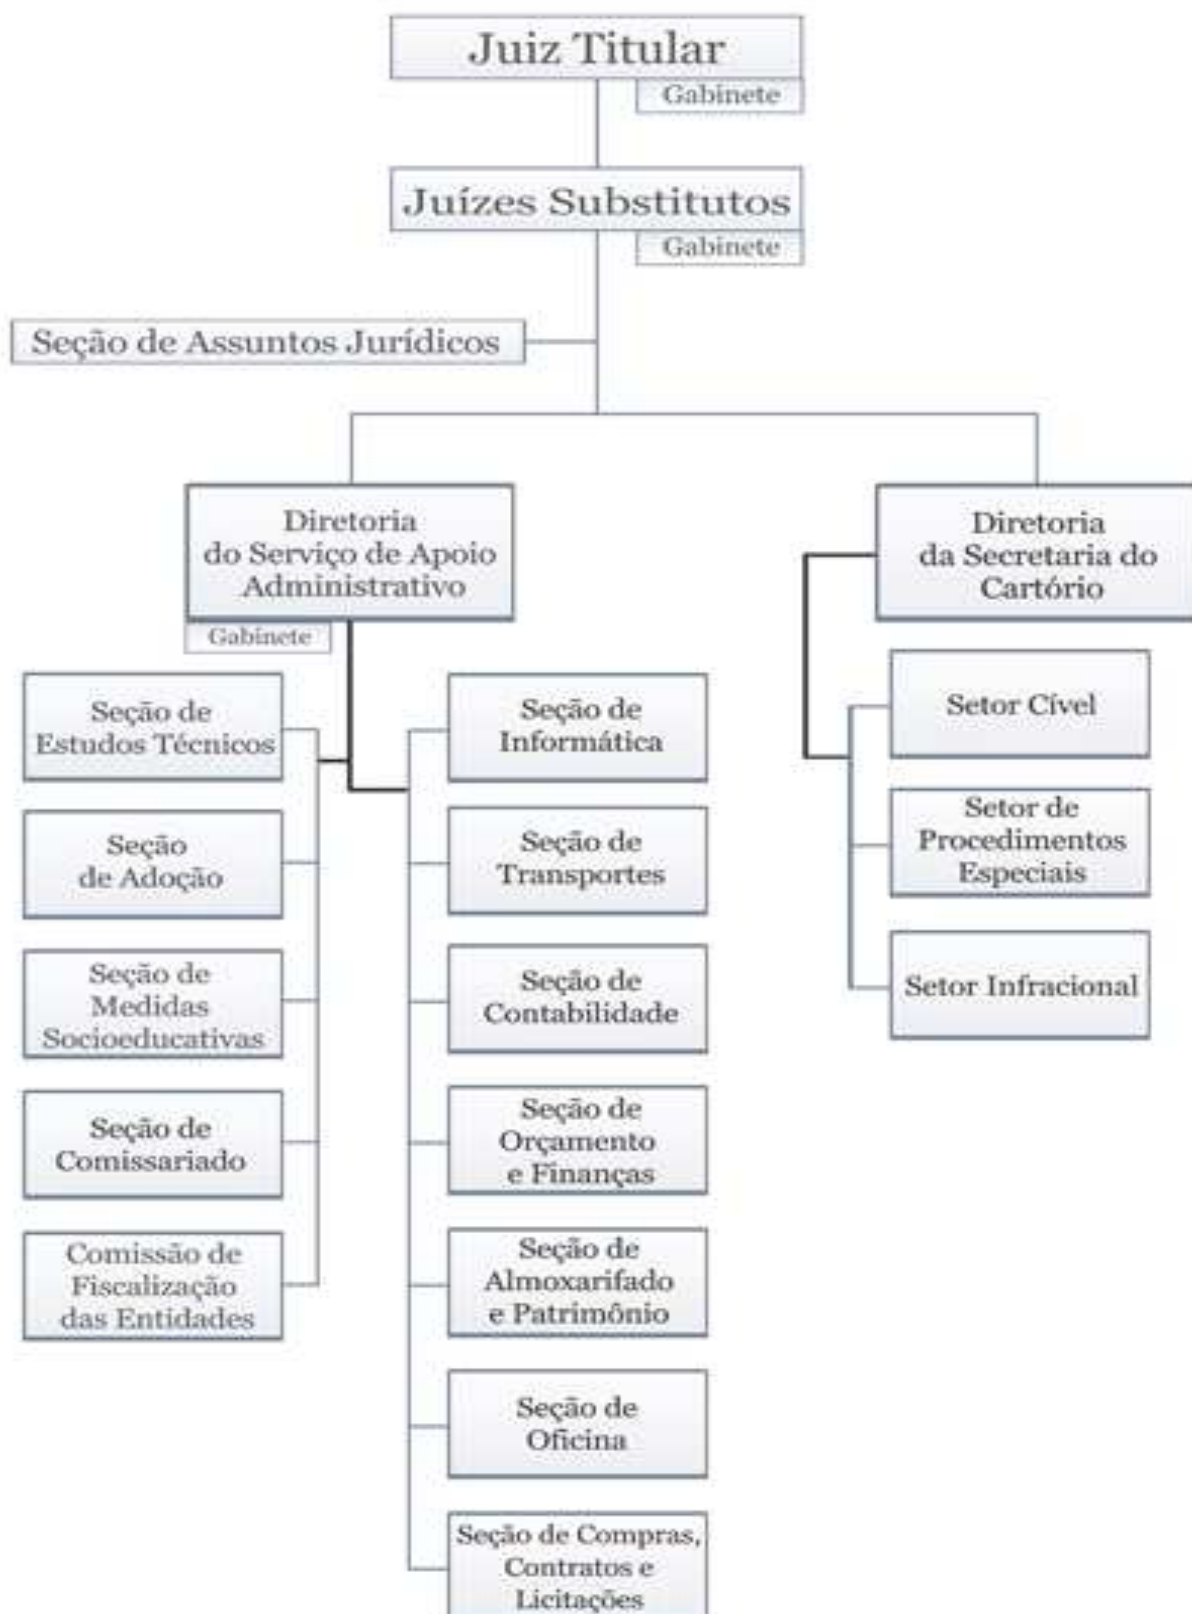 Juiz Titular
Gabinete
Juízes Substitutos
Gabinete
Seção de Assuntos Jurídicos
Diretoria
do Serviço de Apoio
Administrativo
Gabinete
Diretoria
da Secretaria do
Cartório
Seção de
Estudos Técnicos
Seção
de Adoção
Seção de
Medidas
Socioeducativas
Seção de
Comissariado
Comissão de
Fiscalização
das Entidades
Seção de
Informática
Seção de
Transportes
Seção de
Contabilidade
Seção de
Orçamento
e Finanças
Seção de
Almoxarifado
e Patrimônio
Seção de
Oficina
Seção de Compras,
Contratos e
Licitações
Setor Cível
Setor de
Procedimentos
Especiais
Setor Infracional